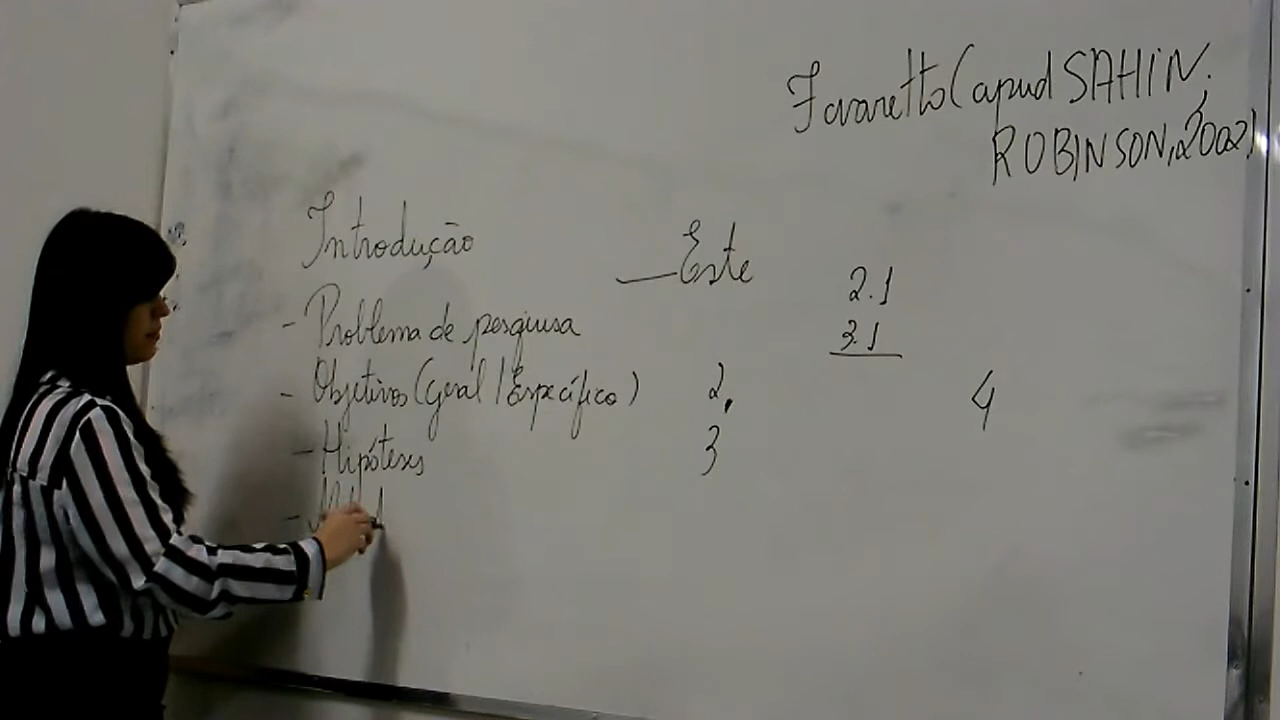 Favaretto (apud SAHIN;
ROBINSON, 2002)
Introdução
Este
2.1
- Problema de pesquisa
3.1
- Objetivos (Geral / Específico)
2.
4
- Hipóteses
3
-